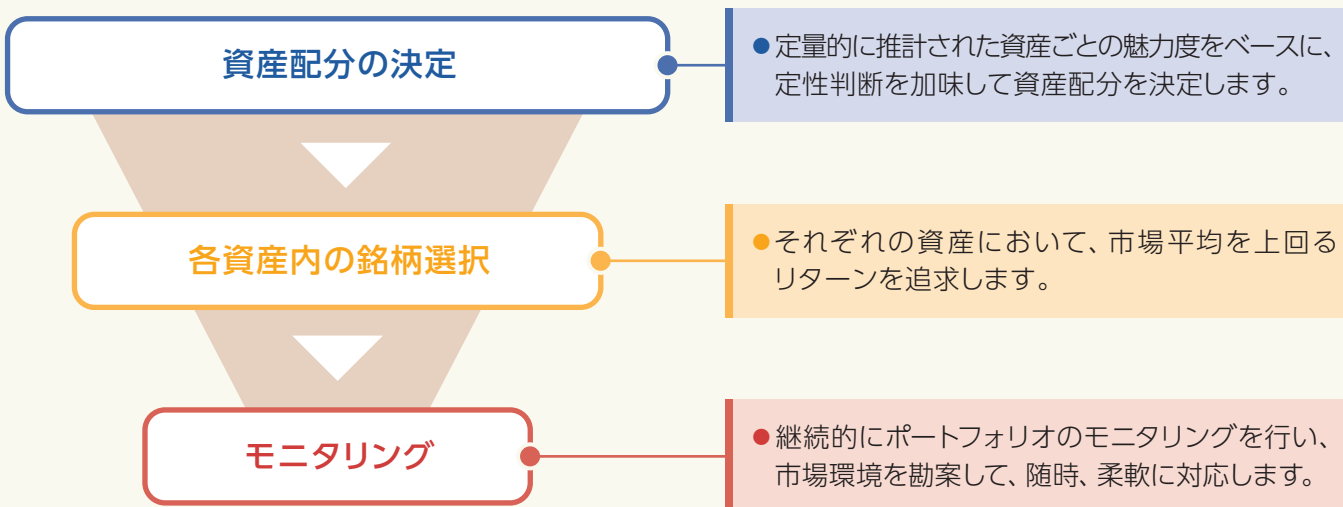 資産配分の決定
●定量的に推計された資産ごとの魅力度をベースに、
定性判断を加味して資産配分を決定します。
各資産内の銘柄選択
●それぞれの資産において、市場平均を上回る
リターンを追求します。
モニタリング
●継続的にポートフォリオのモニタリングを行い、
市場環境を勘案して、随時、柔軟に対応します。